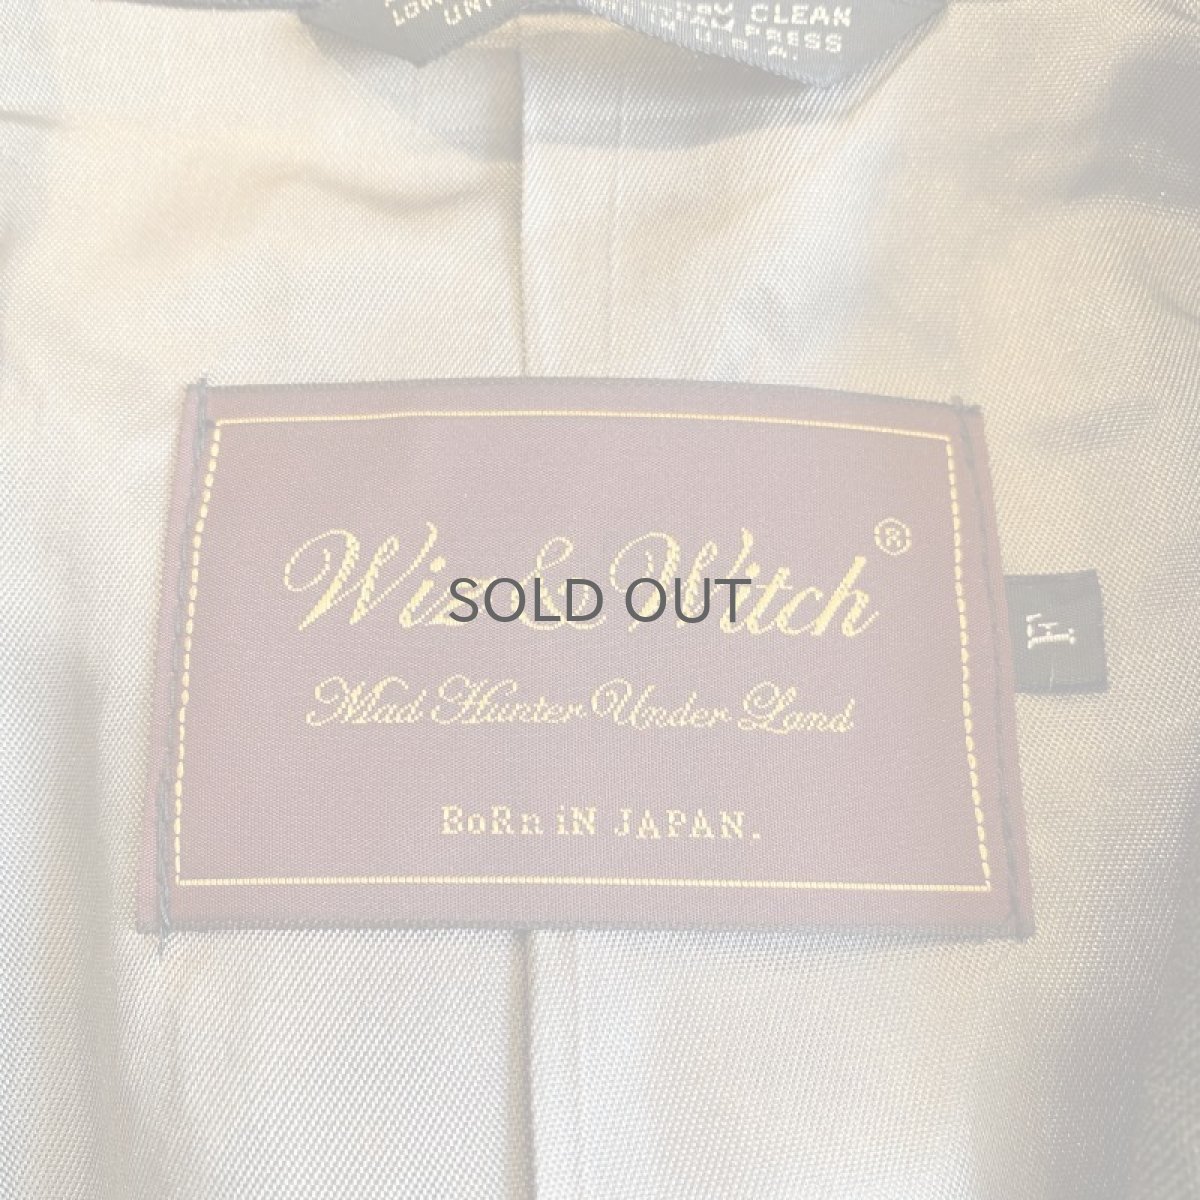 DRY CLEAN
PRESS
U.S.A.
Wiz & Witch®
SOLD OUT
F
Mad Hunter Under Land
BoRn iN JAPAN.